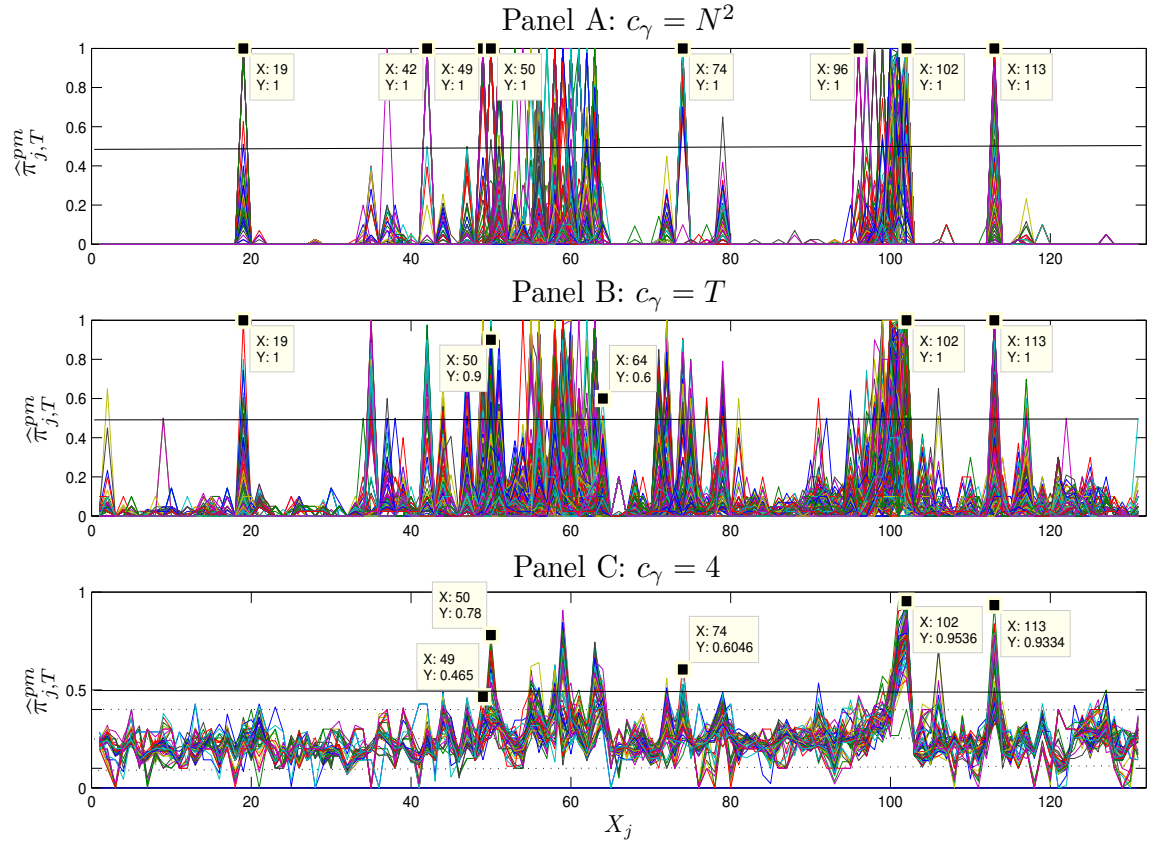 Panel A: c_γ = N²
X: 19 X: 42 X: 49 X: 50 X: 74 X: 96 X: 102 X: 113
Y: 1 Y: 1 Y: 1 Y: 1 Y: 1 Y: 1 Y: 1 Y: 1
1
0.8
0.6
0.4
0.2
0
π̂^{pm}_{j,T}
0 20 40 60 80 100 120
Panel B: c_γ = T
X: 19 X: 50 X: 64 X: 102 X: 113
Y: 1 Y: 0.9 Y: 0.6 Y: 1 Y: 1
1
0.8
0.6
0.4
0.2
0
π̂^{pm}_{j,T}
0 20 40 60 80 100 120
Panel C: c_γ = 4
X: 50
Y: 0.78
X: 49
Y: 0.465
X: 74
Y: 0.6046
X: 102
Y: 0.9536
X: 113
Y: 0.9334
1
0.5
0
π̂^{pm}_{j,T}
0 20 40 60 80 100 120
X_j